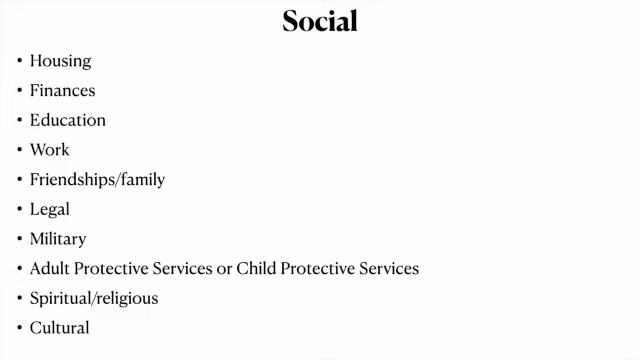 Social
• Housing
• Finances
• Education
• Work
• Friendships/family
• Legal
• Military
• Adult Protective Services or Child Protective Services
• Spiritual/religious
• Cultural